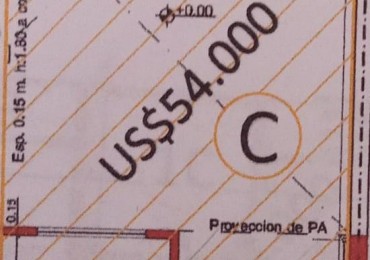 ±0.00
Esp. 0.15 m. h:1.80 a
US$54.000
C
0.15
Proyeccion de PA